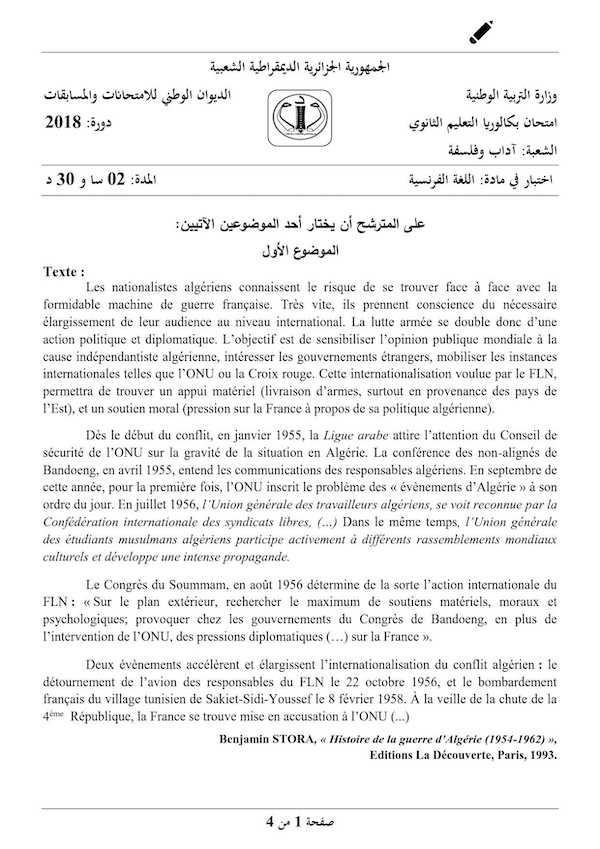 الجمهورية الجزائرية الديمقراطية الشعبية
وزارة التربية الوطنية
الديوان الوطني للامتحانات والمسابقات
امتحان بكالوريا التعليم الثانوي
دورة: 2018
الشعبة: آداب وفلسفة
اختبار في مادة: اللغة الفرنسية
المدة: 02 سا و 30 د
على المترشح أن يختار أحد الموضوعين الآتيين:
الموضوع الأول
Texte :
Les nationalistes algériens connaissent le risque de se trouver face à face avec la
formidable machine de guerre française. Très vite, ils prennent conscience du nécessaire
élargissement de leur audience au niveau international. La lutte armée se double donc d’une
action politique et diplomatique. L’objectif est de sensibiliser l’opinion publique mondiale à la
cause indépendantiste algérienne, intéresser les gouvernements étrangers, mobiliser les instances
internationales telles que l’ONU ou la Croix rouge. Cette internationalisation voulue par le FLN,
permettra de trouver un appui matériel (livraison d’armes, surtout en provenance des pays de
l’Est), et un soutien moral (pression sur la France à propos de sa politique algérienne).
Dès le début du conflit, en janvier 1955, la Ligue arabe attire l’attention du Conseil de
sécurité de l’ONU sur la gravité de la situation en Algérie. La conférence des non-alignés de
Bandoeng, en avril 1955, entend les communications des responsables algériens. En septembre de
cette année, pour la première fois, l’ONU inscrit le problème des « évènements d’Algérie » à son
ordre du jour. En juillet 1956, l’Union générale des travailleurs algériens, se voit reconnue par la
Confédération internationale des syndicats libres, (...) Dans le même temps, l’Union générale
des étudiants musulmans algériens participe activement à différents rassemblements mondiaux
culturels et développe une intense propagande.
Le Congrès du Soummam, en août 1956 détermine de la sorte l’action internationale du
FLN : « Sur le plan extérieur, rechercher le maximum de soutiens matériels, moraux et
psychologiques; provoquer chez les gouvernements du Congrès de Bandoeng, en plus de
l’intervention de l’ONU, des pressions diplomatiques (…) sur la France ».
Deux évènements accélèrent et élargissent l’internationalisation du conflit algérien : le
détournement de l’avion des responsables du FLN le 22 octobre 1956, et le bombardement
français du village tunisien de Sakiet-Sidi-Youssef le 8 février 1958. À la veille de la chute de la
4ème République, la France se trouve mise en accusation à l’ONU (...)
Benjamin STORA, « Histoire de la guerre d’Algérie (1954-1962) »,
Editions La Découverte, Paris, 1993.
صفحة 1 من 4